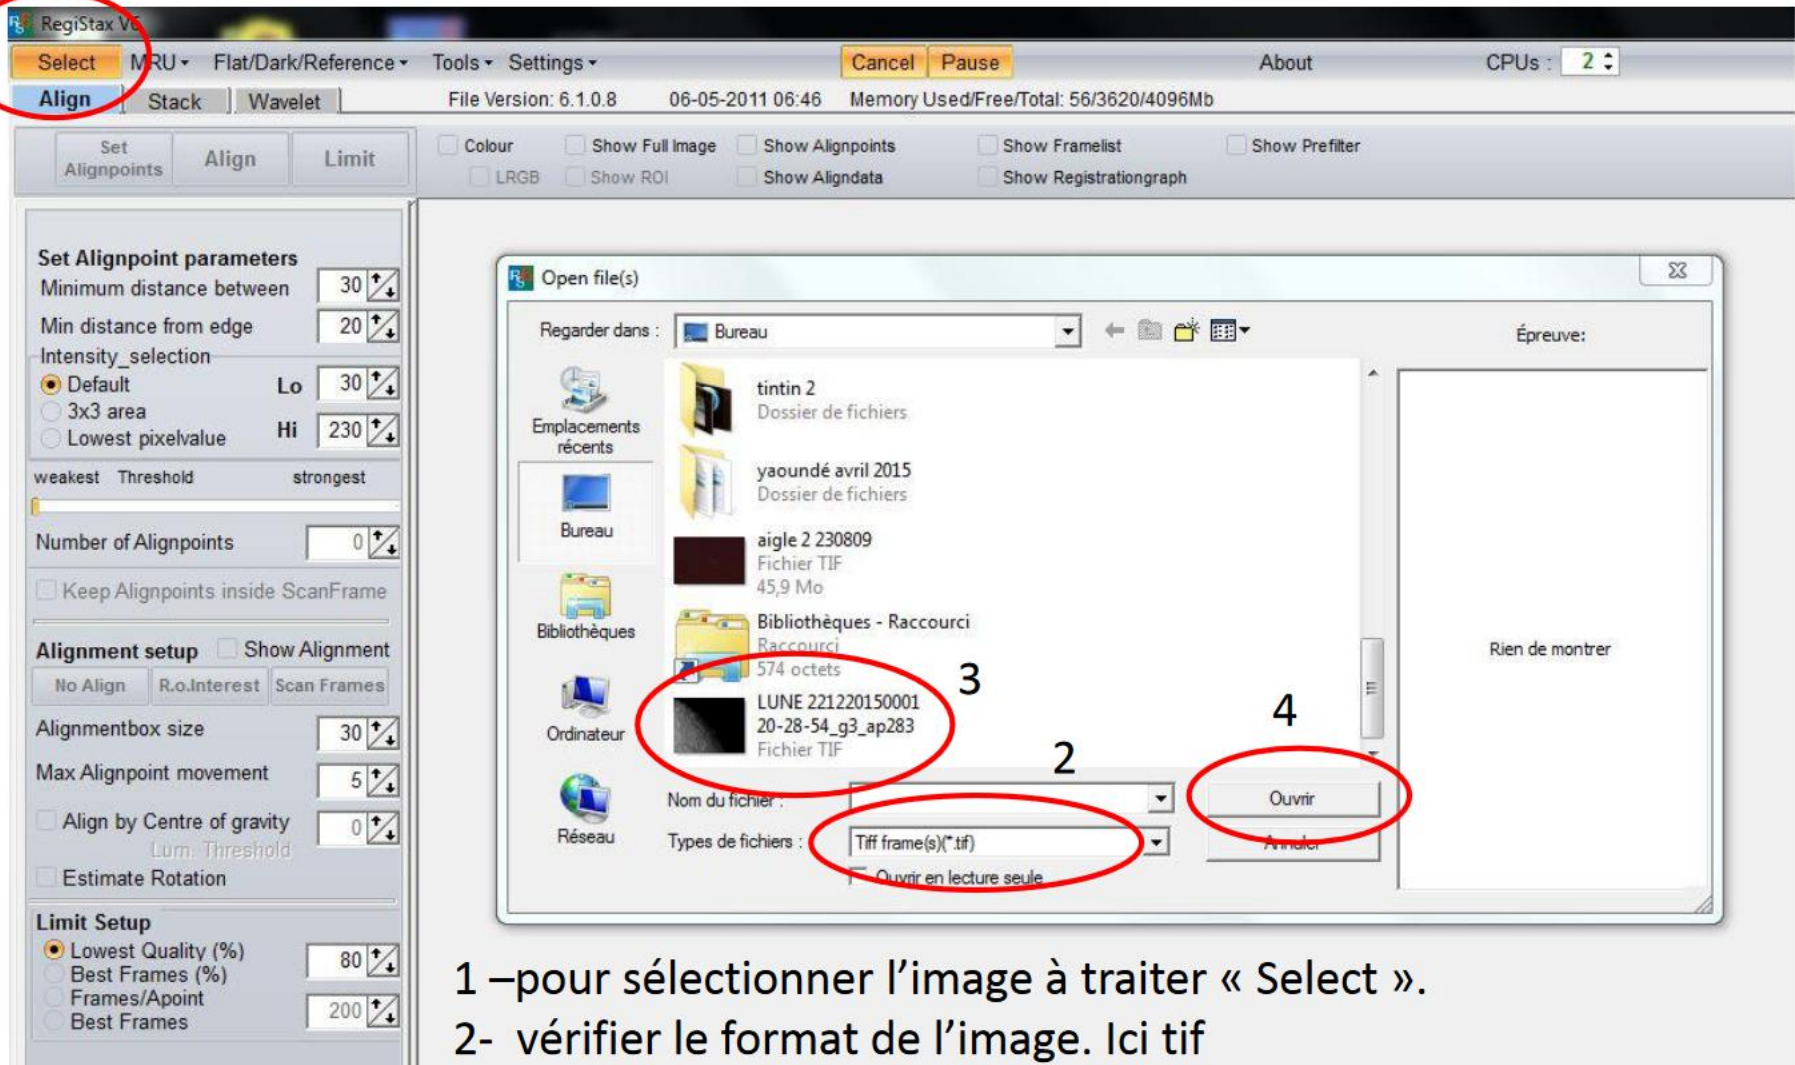 RegiStax V6
Select MRU Flat/Dark/Reference Tools Settings Cancel Pause About CPUs : 2
Align Stack Wavelet File Version: 6.1.0.8 06-05-2011 06:46 Memory Used/Free/Total: 56/3620/4096Mb
Set Alignpoints Align Limit
Colour Show Full Image Show Alignpoints Show Framelist Show Prefilter
LRGB Show ROI Show Aligndata Show Registrationgraph
Set Alignpoint parameters
Minimum distance between 30
Min distance from edge 20
Intensity_selection
Default Lo 30
3x3 area
Lowest pixelvalue Hi 230
weakest Threshold strongest
Number of Alignpoints 0
Keep Alignpoints inside ScanFrame
Alignment setup Show Alignment
No Align R.o.Interest Scan Frames
Alignmentbox size 30
Max Alignpoint movement 5
Align by Centre of gravity 0
Lum. Threshold
Estimate Rotation
Limit Setup
Lowest Quality (%) 80
Best Frames (%)
Frames/Apoint
Best Frames 200
Open file(s)
Regarder dans : Bureau
Épreuve:
Emplacements récents
Bureau
Bibliothèques
Ordinateur
Réseau
tintin 2
Dossier de fichiers
yaoundé avril 2015
Dossier de fichiers
aigle 2 230809
Fichier TIF
45,9 Mo
Bibliothèques - Raccourci
Raccourci
574 octets
3
LUNE 221220150001
20-28-54_g3_ap283
Fichier TIF
Rien de montrer
2
4
Nom du fichier : Ouvrir
Types de fichiers : Tiff frame(s)(*.tif) Annuler
Ouvrir en lecture seule
1 –pour sélectionner l’image à traiter « Select ».
2- vérifier le format de l’image. Ici tif